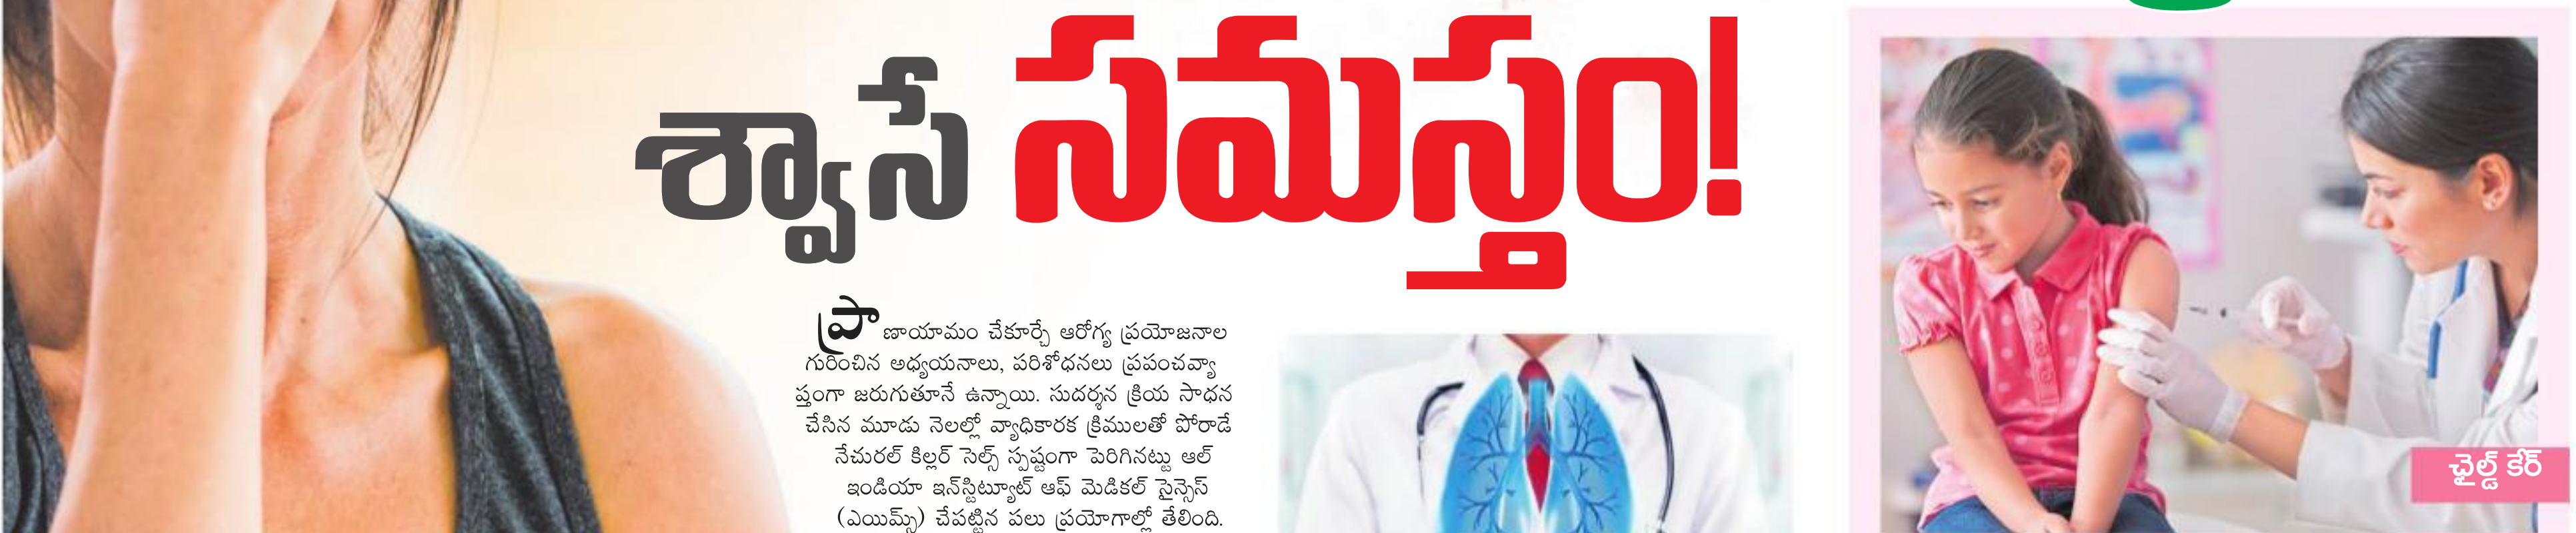 శ్వాసే సమస్తం!
ప్రాణాయామం చేకూర్చే ఆరోగ్య ప్రయోజనాల
గురించిన అధ్యయనాలు, పరిశోధనలు ప్రపంచవ్యా
ప్తంగా జరుగుతూనే ఉన్నాయి. సుదర్శన క్రియ సాధన
చేసిన మూడు నెలల్లో వ్యాధికారక క్రిములతో పోరాడే
నేచురల్ కిల్లర్ సెల్స్ స్పష్టంగా పెరిగినట్టు ఆల్
ఇండియా ఇన్‌స్టిట్యూట్ ఆఫ్ మెడికల్ సైన్సెస్
(ఎయిమ్స్) చేపట్టిన పలు ప్రయోగాల్లో తేలింది.
చైల్డ్ కేర్